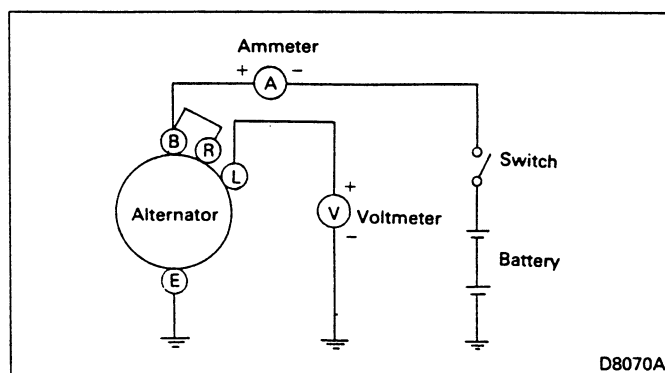 Ammeter
+ A −
B
R
L
Switch
+
Alternator
V Voltmeter
−
Battery
E
D8070A